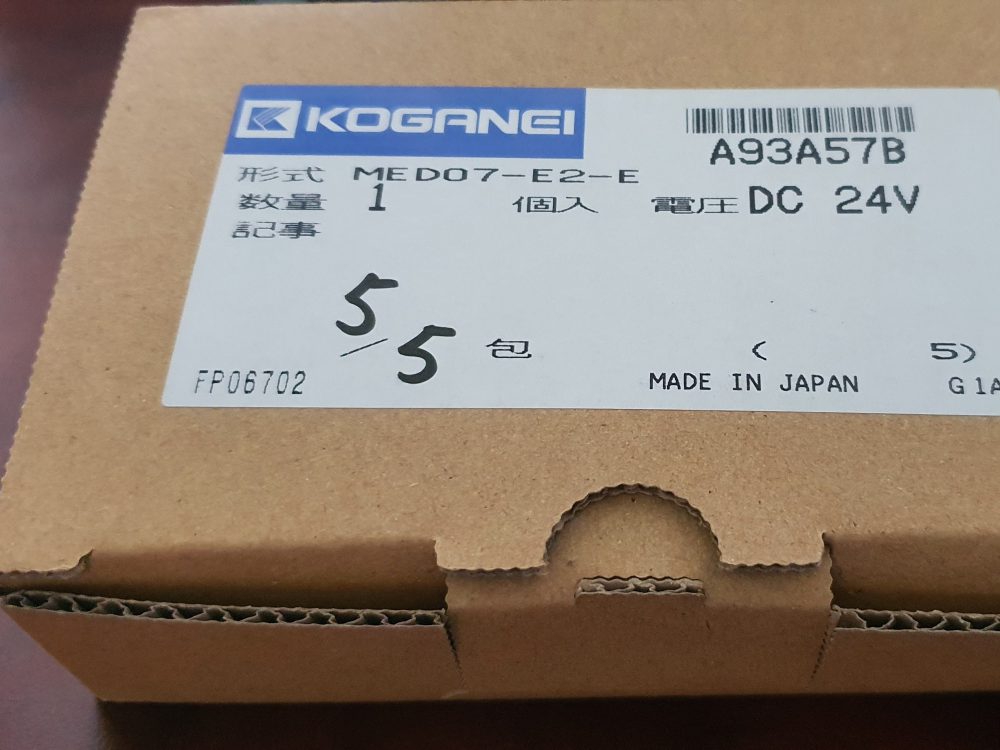 KOGANEI
A93A57B
形式 MED07-E2-E
数量 1 個入 電圧 DC 24V
記事
5/5 包 ( 5)
FP06702 MADE IN JAPAN G1A